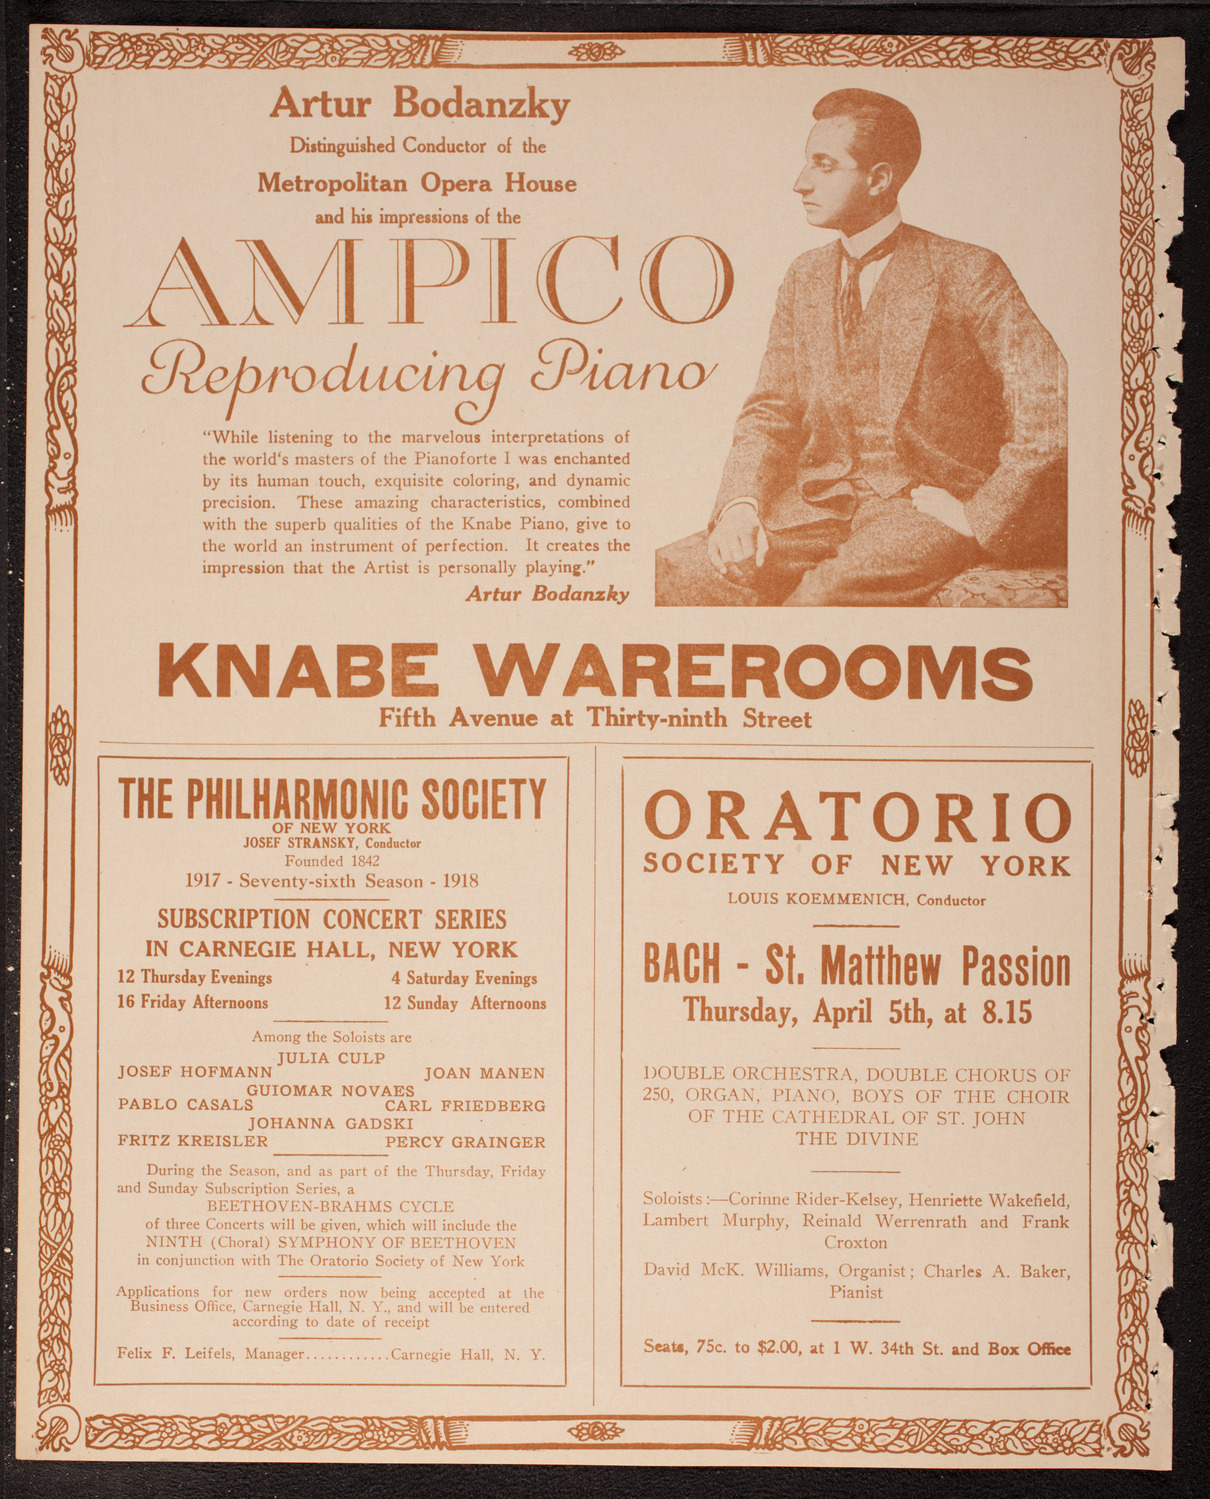 Artur Bodanzky
Distinguished Conductor of the
Metropolitan Opera House
and his impressions of the
AMPICO
Reproducing Piano
"While listening to the marvelous interpretations of
the world's masters of the Pianoforte I was enchanted
by its human touch, exquisite coloring, and dynamic
precision. These amazing characteristics, combined
with the superb qualities of the Knabe Piano, give to
the world an instrument of perfection. It creates the
impression that the Artist is personally playing."
Artur Bodanzky
KNABE WAREROOMS
Fifth Avenue at Thirty-ninth Street
THE PHILHARMONIC SOCIETY
OF NEW YORK
JOSEF STRANSKY, Conductor
Founded 1842
1917 - Seventy-sixth Season - 1918
SUBSCRIPTION CONCERT SERIES
IN CARNEGIE HALL, NEW YORK
12 Thursday Evenings 4 Saturday Evenings
16 Friday Afternoons 12 Sunday Afternoons
Among the Soloists are
JULIA CULP
JOSEF HOFMANN JOAN MANEN
GUIOMAR NOVAES
PABLO CASALS CARL FRIEDBERG
JOHANNA GADSKI
FRITZ KREISLER PERCY GRAINGER
During the Season, and as part of the Thursday, Friday
and Sunday Subscription Series, a
BEETHOVEN-BRAHMS CYCLE
of three Concerts will be given, which will include the
NINTH (Choral) SYMPHONY OF BEETHOVEN
in conjunction with The Oratorio Society of New York
Applications for new orders now being accepted at the
Business Office, Carnegie Hall, N. Y., and will be entered
according to date of receipt
Felix F. Leifels, Manager............Carnegie Hall, N. Y.
ORATORIO
SOCIETY OF NEW YORK
LOUIS KOEMMENICH, Conductor
BACH - St. Matthew Passion
Thursday, April 5th, at 8.15
DOUBLE ORCHESTRA, DOUBLE CHORUS OF
250, ORGAN, PIANO, BOYS OF THE CHOIR
OF THE CATHEDRAL OF ST. JOHN
THE DIVINE
Soloists:—Corinne Rider-Kelsey, Henriette Wakefield,
Lambert Murphy, Reinald Werrenrath and Frank
Croxton
David McK. Williams, Organist; Charles A. Baker,
Pianist
Seats, 75c. to $2.00, at 1 W. 34th St. and Box Office